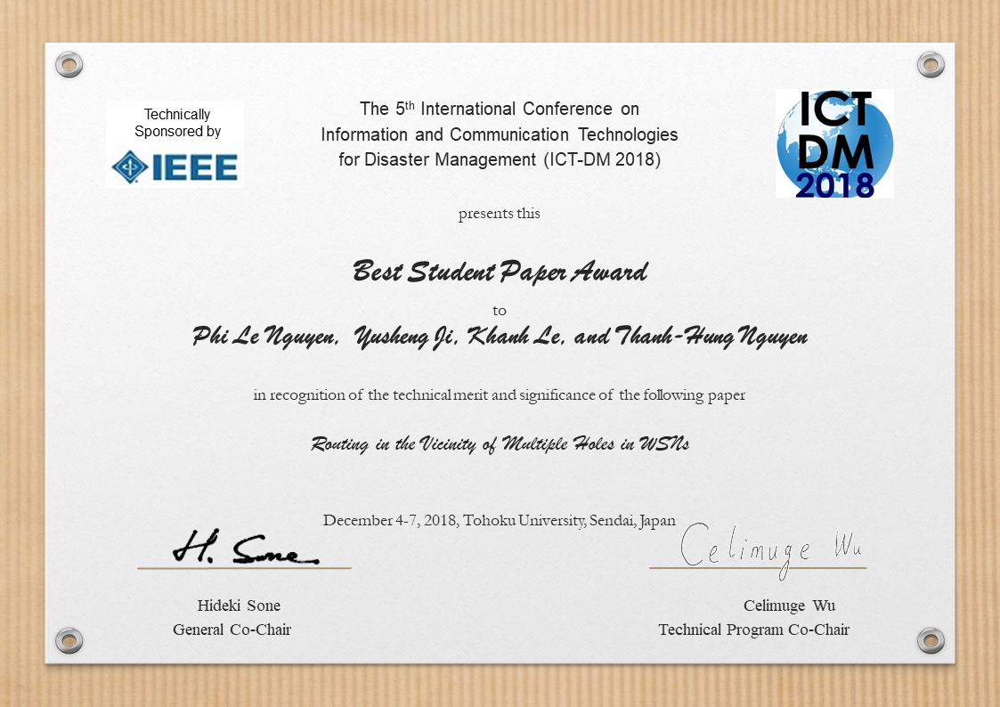 Technically
Sponsored by
IEEE
The 5th International Conference on
Information and Communication Technologies
for Disaster Management (ICT-DM 2018)
ICT
DM
2018
presents this
Best Student Paper Award
to
Phi Le Nguyen, Yusheng Ji, Khanh Le, and Thanh-Hung Nguyen
in recognition of the technical merit and significance of the following paper
Routing in the Vicinity of Multiple Holes in WSNs
December 4-7, 2018, Tohoku University, Sendai, Japan
H. Sone
Celimuge Wu
Hideki Sone
General Co-Chair
Celimuge Wu
Technical Program Co-Chair